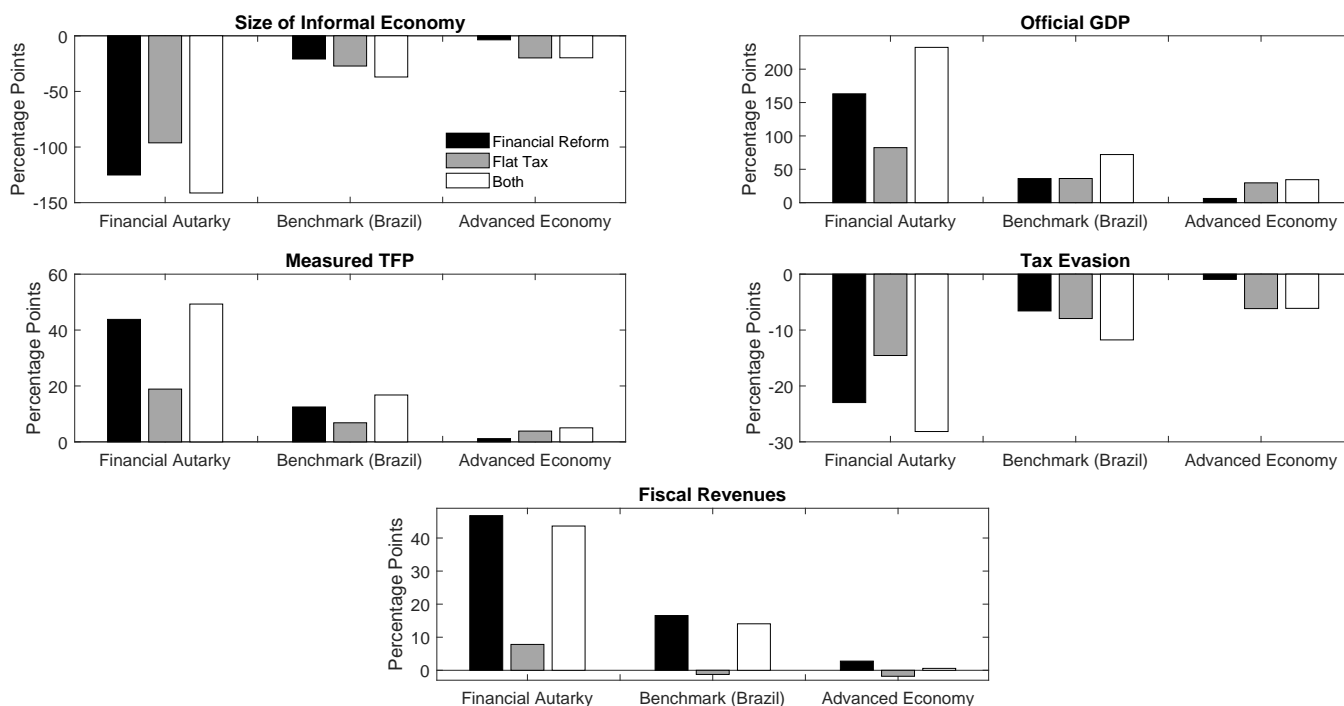 Size of Informal Economy
Percentage Points
0
-50
-100
-150
Financial Reform
Flat Tax
Both
Financial Autarky Benchmark (Brazil) Advanced Economy
Official GDP
Percentage Points
200
150
100
50
0
Financial Autarky Benchmark (Brazil) Advanced Economy
Measured TFP
Percentage Points
60
40
20
0
Financial Autarky Benchmark (Brazil) Advanced Economy
Tax Evasion
Percentage Points
0
-10
-20
-30
Financial Autarky Benchmark (Brazil) Advanced Economy
Fiscal Revenues
Percentage Points
40
30
20
10
0
Financial Autarky Benchmark (Brazil) Advanced Economy